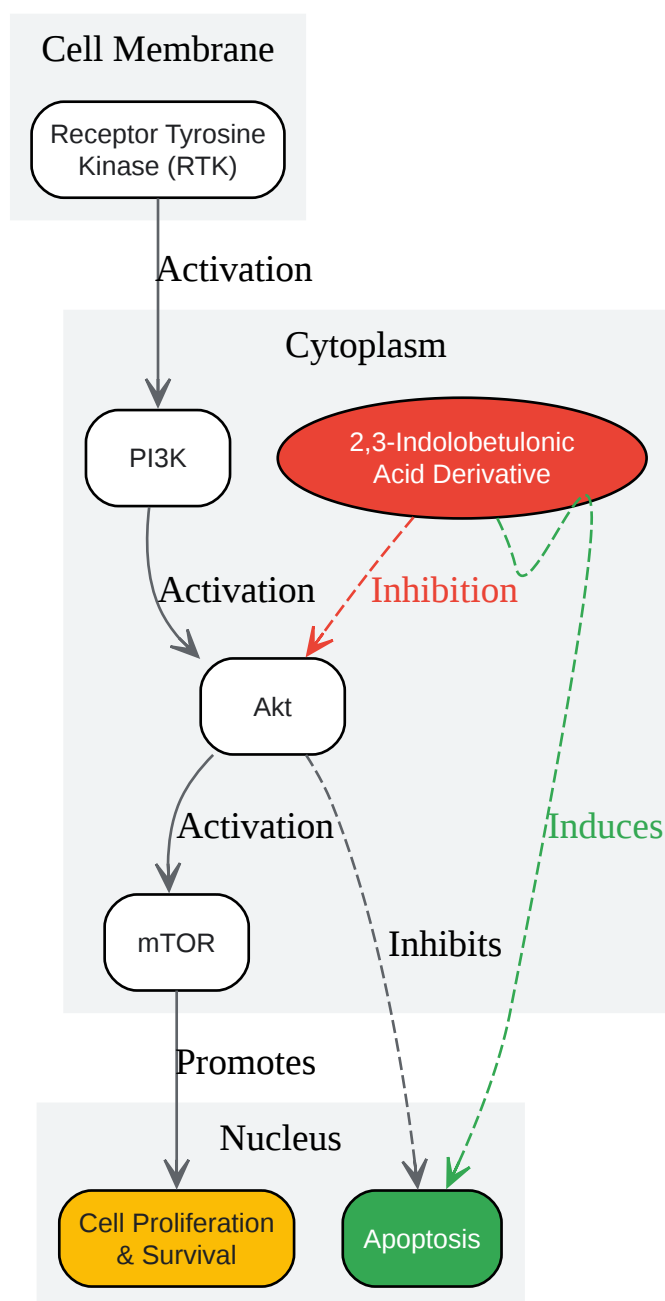 Cell Membrane
Receptor Tyrosine
Kinase (RTK)
Activation
Cytoplasm
PI3K
2,3-Indolobetulonic
Acid Derivative
Activation
Inhibition
Akt
Activation
Induces
mTOR
Inhibits
Promotes
Nucleus
Cell Proliferation
& Survival
Apoptosis